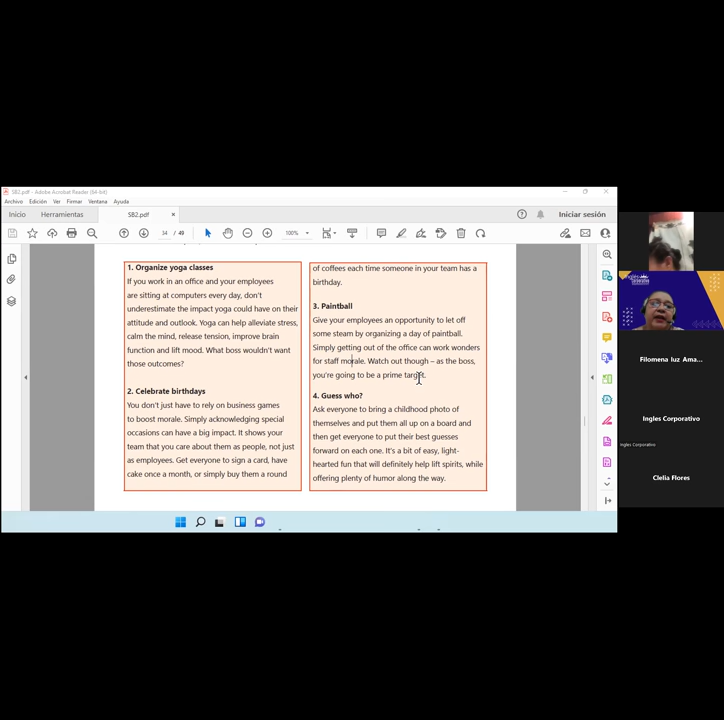 SB2.pdf - Adobe Acrobat Reader (64-bit)
Archivo Edición Ver Firmar Ventana Ayuda
Inicio Herramientas SB2.pdf × Iniciar sesión
34 / 49 100%
1. Organize yoga classes
If you work in an office and your employees
are sitting at computers every day, don't
underestimate the impact yoga could have on their
attitude and outlook. Yoga can help alleviate stress,
calm the mind, release tension, improve brain
function and lift mood. What boss wouldn't want
those outcomes?
2. Celebrate birthdays
You don't just have to rely on business games
to boost morale. Simply acknowledging special
occasions can have a big impact. It shows your
team that you care about them as people, not just
as employees. Get everyone to sign a card, have
cake once a month, or simply buy them a round
of coffees each time someone in your team has a
birthday.
3. Paintball
Give your employees an opportunity to let off
some steam by organizing a day of paintball.
Simply getting out of the office can work wonders
for staff morale. Watch out though – as the boss,
you're going to be a prime target.
4. Guess who?
Ask everyone to bring a childhood photo of
themselves and put them all up on a board and
then get everyone to put their best guesses
forward on each one. It's a bit of easy, light-
hearted fun that will definitely help lift spirits, while
offering plenty of humor along the way.
Filomena luz Ama...
Ingles Corporativo
Ingles Corporativo
Clelia Flores